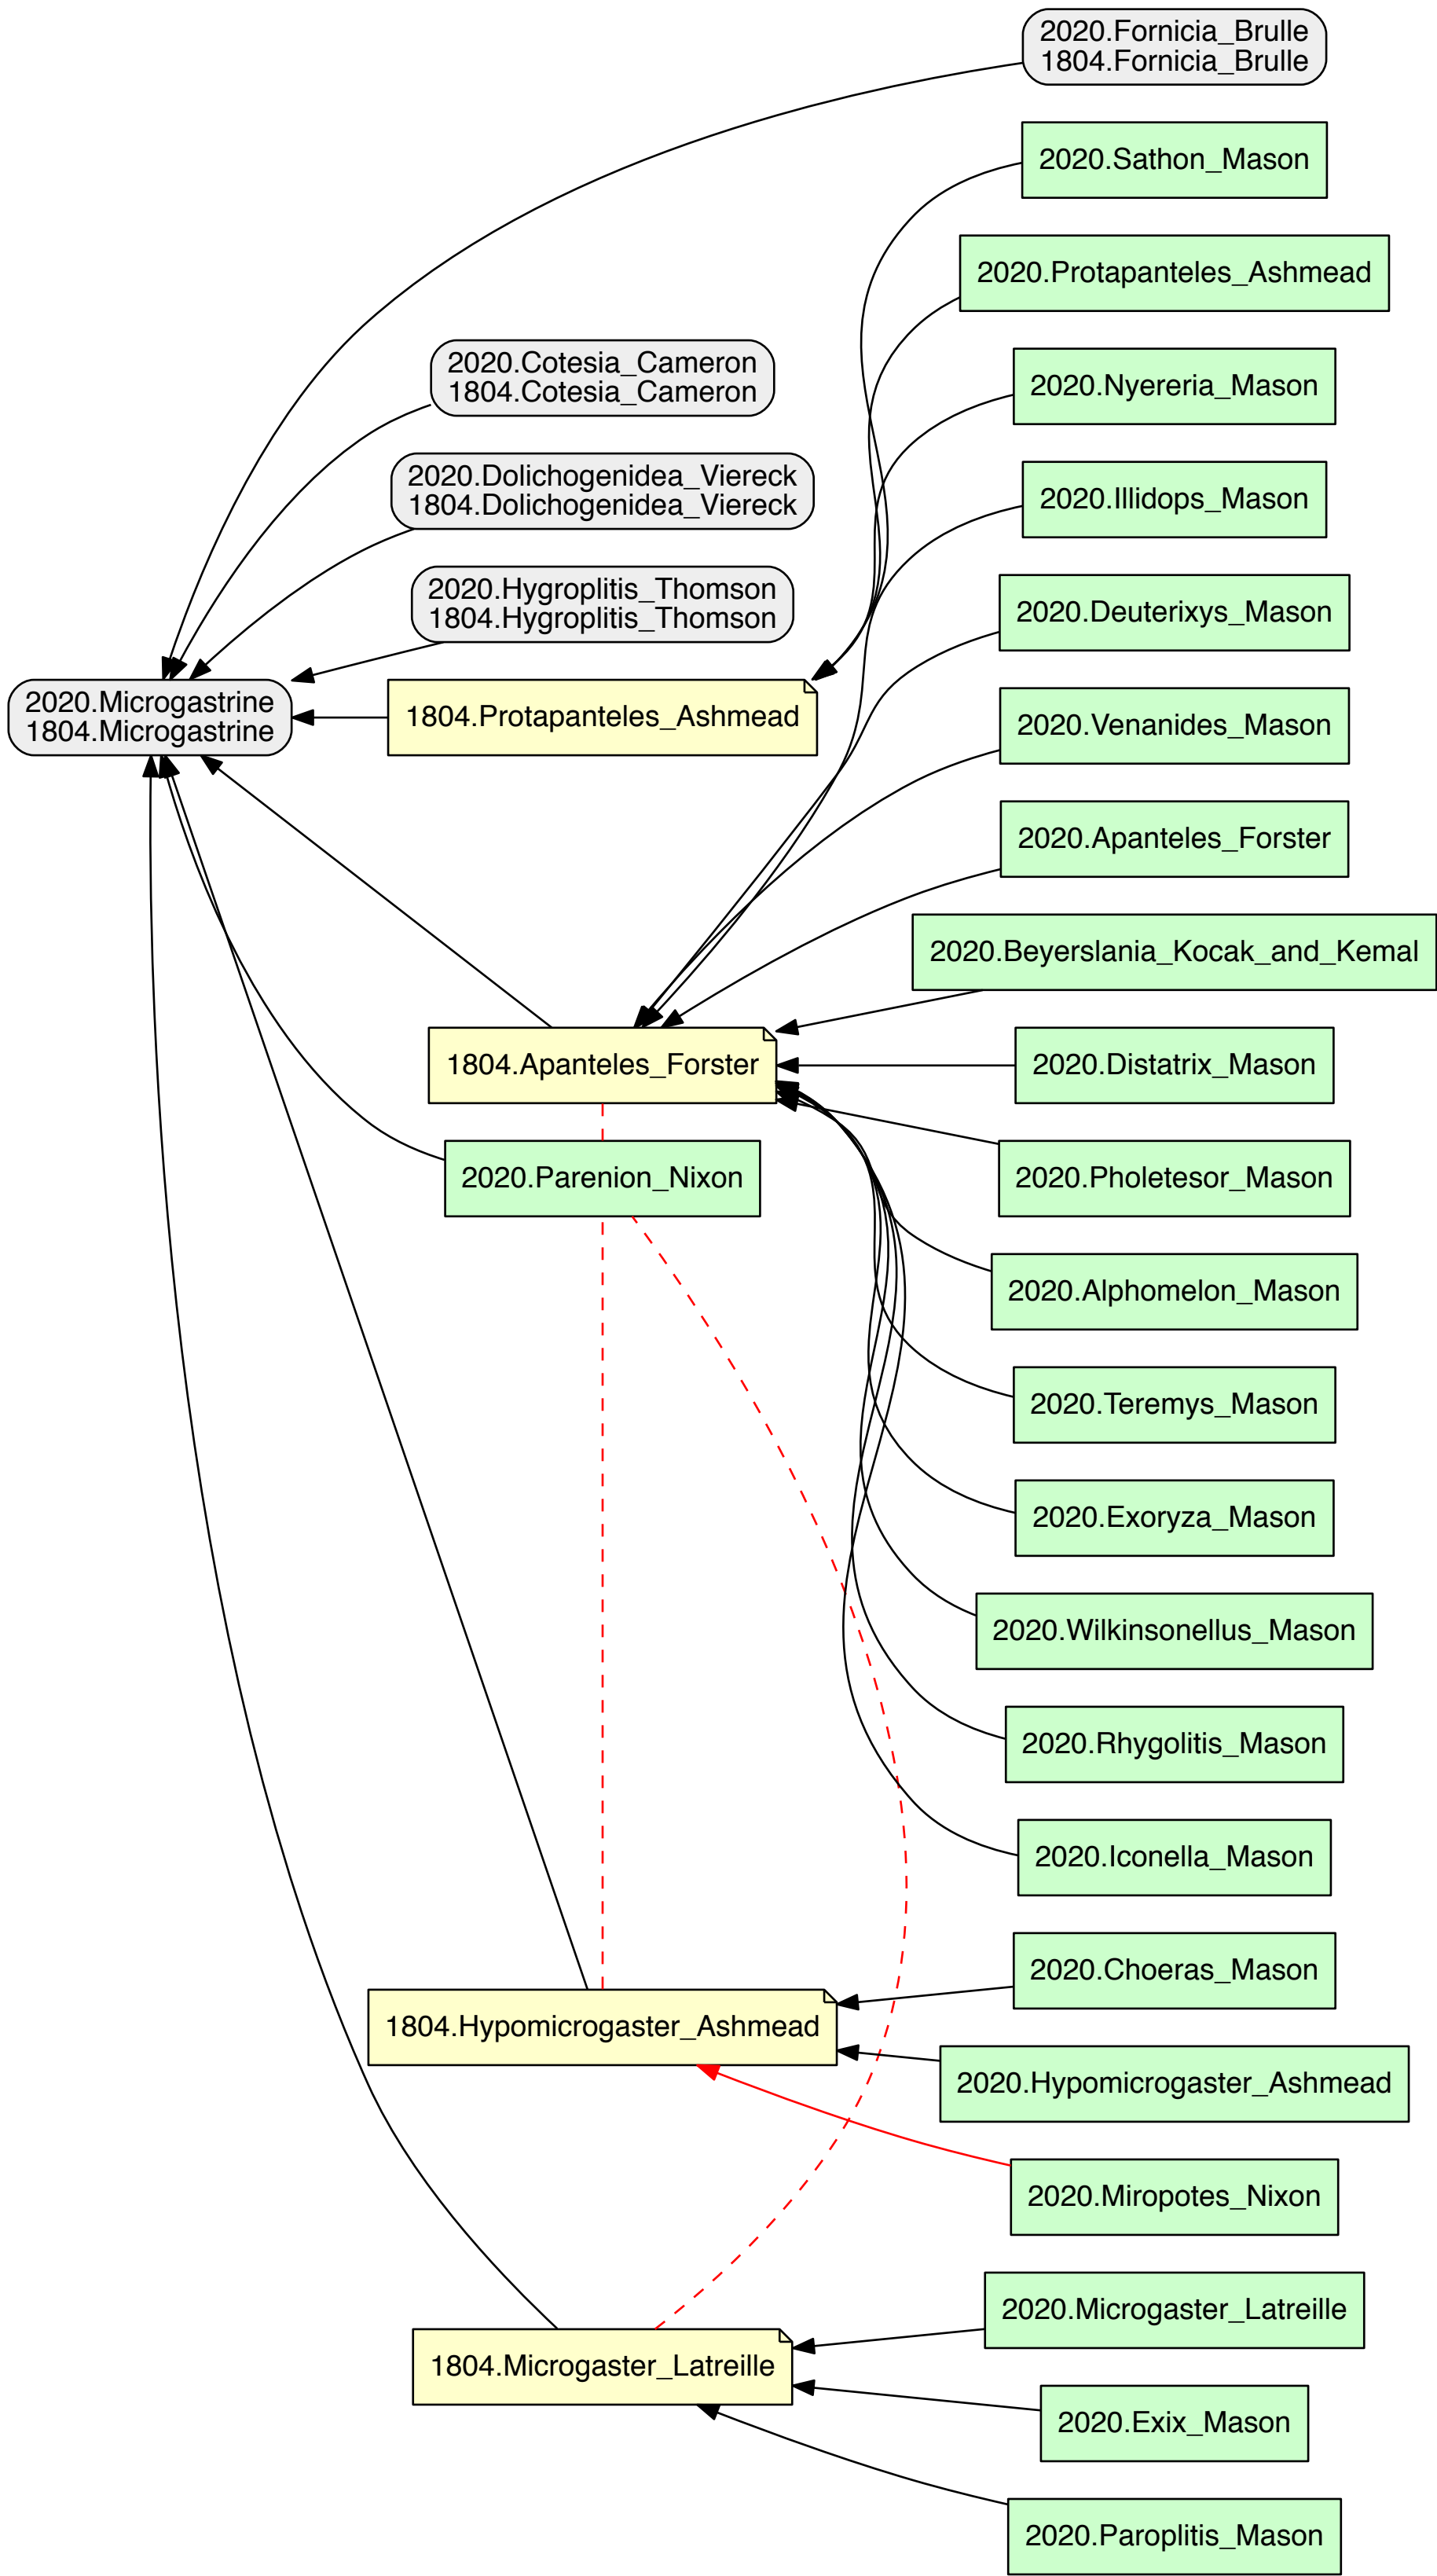 2020.Fornicia_Brulle
1804.Fornicia_Brulle
2020.Sathon_Mason
2020.Protapanteles_Ashmead
2020.Cotesia_Cameron
1804.Cotesia_Cameron
2020.Nyereria_Mason
2020.Dolichogenidea_Viereck
1804.Dolichogenidea_Viereck
2020.Illidops_Mason
2020.Hygroplitis_Thomson
1804.Hygroplitis_Thomson
2020.Deuterixys_Mason
2020.Microgastrine
1804.Microgastrine
1804.Protapanteles_Ashmead
2020.Venanides_Mason
2020.Apanteles_Forster
2020.Beyerslania_Kocak_and_Kemal
1804.Apanteles_Forster
2020.Distatrix_Mason
2020.Parenion_Nixon
2020.Pholetesor_Mason
2020.Alphomelon_Mason
2020.Teremys_Mason
2020.Exoryza_Mason
2020.Wilkinsonellus_Mason
2020.Rhygolitis_Mason
2020.Iconella_Mason
2020.Choeras_Mason
1804.Hypomicrogaster_Ashmead
2020.Hypomicrogaster_Ashmead
2020.Miropotes_Nixon
2020.Microgaster_Latreille
1804.Microgaster_Latreille
2020.Exix_Mason
2020.Paroplitis_Mason